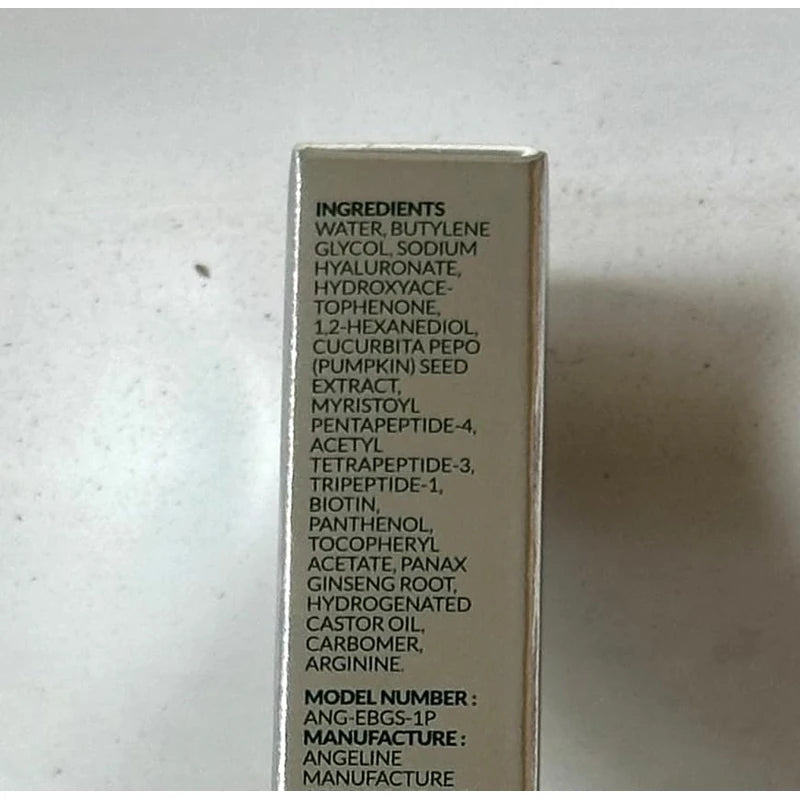 INGREDIENTS
WATER, BUTYLENE
GLYCOL, SODIUM
HYALURONATE,
HYDROXYACE-
TOPHENONE,
1,2-HEXANEDIOL,
CUCURBITA PEPO
(PUMPKIN) SEED
EXTRACT,
MYRISTOYL
PENTAPEPTIDE-4,
ACETYL
TETRAPEPTIDE-3,
TRIPEPTIDE-1,
BIOTIN,
PANTHENOL,
TOCOPHERYL
ACETATE, PANAX
GINSENG ROOT,
HYDROGENATED
CASTOR OIL,
CARBOMER,
ARGININE.
MODEL NUMBER :
ANG-EBGS-1P
MANUFACTURE :
ANGELINE
MANUFACTURE